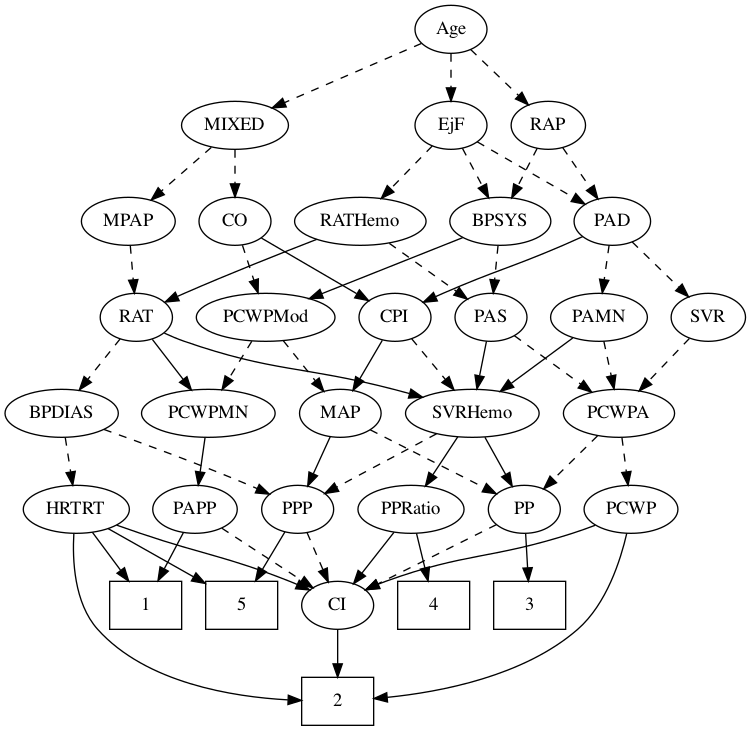 Age
MIXED EjF RAP
MPAP CO RATHemo BPSYS PAD
RAT PCWPMod CPI PAS PAMN SVR
BPDIAS PCWPMN MAP SVRHemo PCWPA
HRTRT PAPP PPP PPRatio PP PCWP
1 5 CI 4 3
2